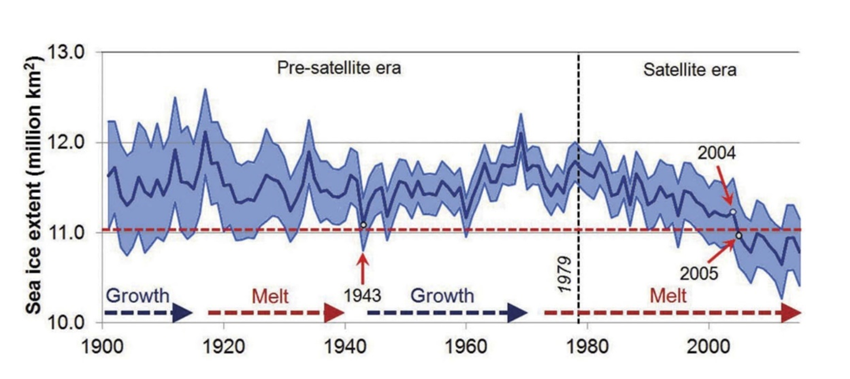 Sea ice extent (million km²)
13.0
12.0
11.0
10.0
Pre-satellite era
Satellite era
2004
2005
1979
1943
Growth
Melt
Growth
Melt
1900
1920
1940
1960
1980
2000